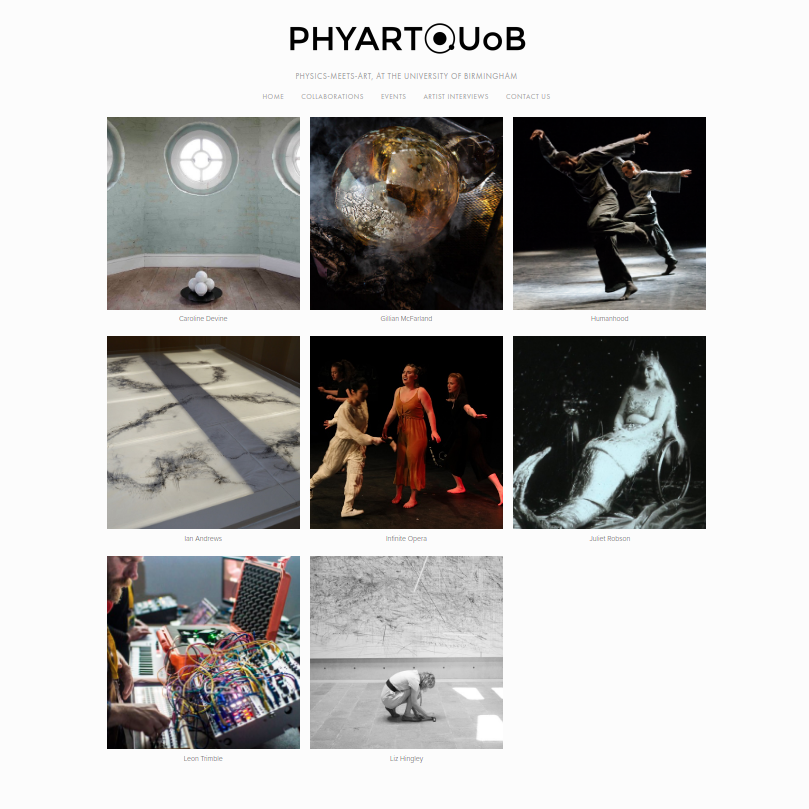 PHYART@UoB
PHYSICS-MEETS-ART, AT THE UNIVERSITY OF BIRMINGHAM
HOME COLLABORATIONS EVENTS ARTIST INTERVIEWS CONTACT US
Caroline Devine Gillian McFarland Humanhood
Ian Andrews Infinite Opera Juliet Robson
Leon Trimble Liz Hingley